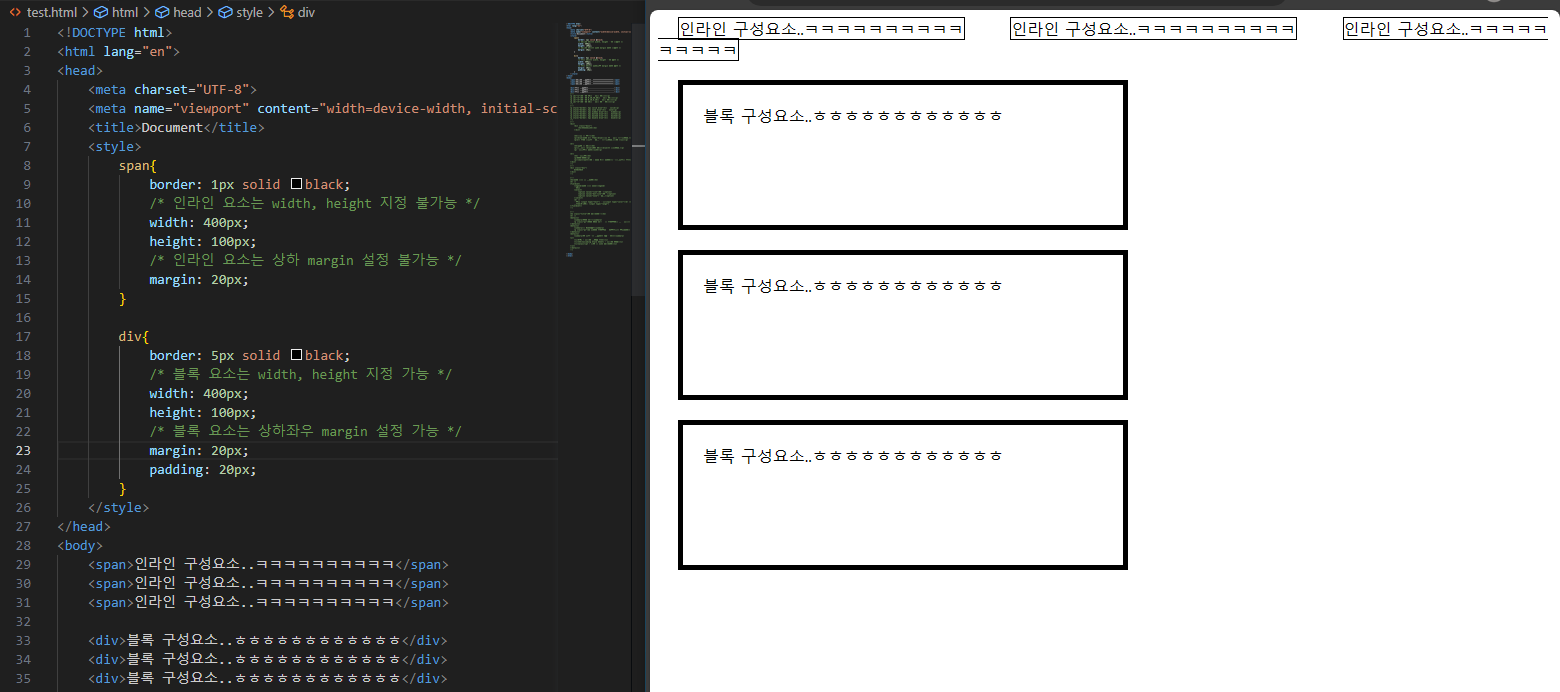 test.html > html > head > style > div
1 <!DOCTYPE html>
2 <html lang="en">
3 <head>
4 <meta charset="UTF-8">
5 <meta name="viewport" content="width=device-width, initial-sc
6 <title>Document</title>
7 <style>
8 span{
9 border: 1px solid black;
10 /* 인라인 요소는 width, height 지정 불가능 */
11 width: 400px;
12 height: 100px;
13 /* 인라인 요소는 상하 margin 설정 불가능 */
14 margin: 20px;
15 }
16
17 div{
18 border: 5px solid black;
19 /* 블록 요소는 width, height 지정 가능 */
20 width: 400px;
21 height: 100px;
22 /* 블록 요소는 상하좌우 margin 설정 가능 */
23 margin: 20px;
24 padding: 20px;
25 }
26 </style>
27 </head>
28 <body>
29 <span>인라인 구성요소..ㅋㅋㅋㅋㅋㅋㅋㅋㅋㅋ</span>
30 <span>인라인 구성요소..ㅋㅋㅋㅋㅋㅋㅋㅋㅋㅋ</span>
31 <span>인라인 구성요소..ㅋㅋㅋㅋㅋㅋㅋㅋㅋㅋ</span>
32
33 <div>블록 구성요소..ㅎㅎㅎㅎㅎㅎㅎㅎㅎㅎㅎㅎ</div>
34 <div>블록 구성요소..ㅎㅎㅎㅎㅎㅎㅎㅎㅎㅎㅎㅎ</div>
35 <div>블록 구성요소..ㅎㅎㅎㅎㅎㅎㅎㅎㅎㅎㅎㅎ</div>
인라인 구성요소..ㅋㅋㅋㅋㅋㅋㅋㅋㅋㅋ 인라인 구성요소..ㅋㅋㅋㅋㅋㅋㅋㅋㅋㅋ 인라인 구성요소..ㅋㅋㅋㅋㅋ
ㅋㅋㅋㅋㅋ
블록 구성요소..ㅎㅎㅎㅎㅎㅎㅎㅎㅎㅎㅎㅎ
블록 구성요소..ㅎㅎㅎㅎㅎㅎㅎㅎㅎㅎㅎㅎ
블록 구성요소..ㅎㅎㅎㅎㅎㅎㅎㅎㅎㅎㅎㅎ